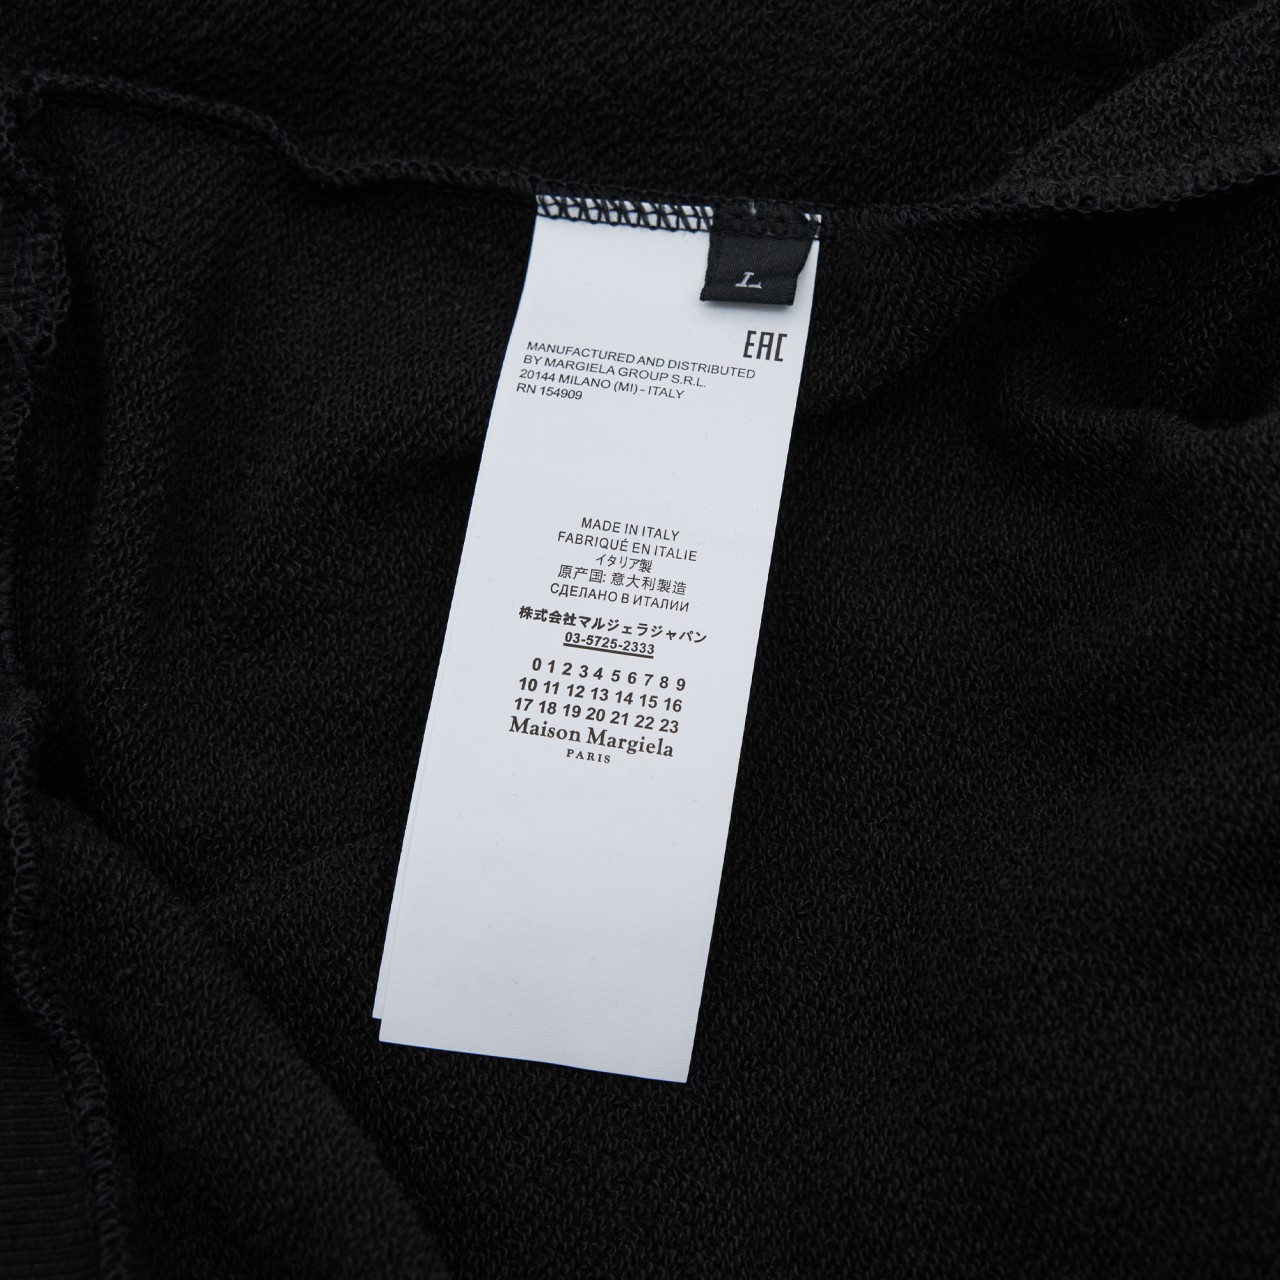 L
EAC
MANUFACTURED AND DISTRIBUTED
BY MARGIELA GROUP S.R.L.
20144 MILANO (MI) - ITALY
RN 154909
MADE IN ITALY
FABRIQUÉ EN ITALIE
イタリア製
原产国: 意大利製造
СДЕЛАНО В ИТАЛИИ
株式会社マルジェラジャパン
03-5725-2333
0 1 2 3 4 5 6 7 8 9
10 11 12 13 14 15 16
17 18 19 20 21 22 23
Maison Margiela
PARIS